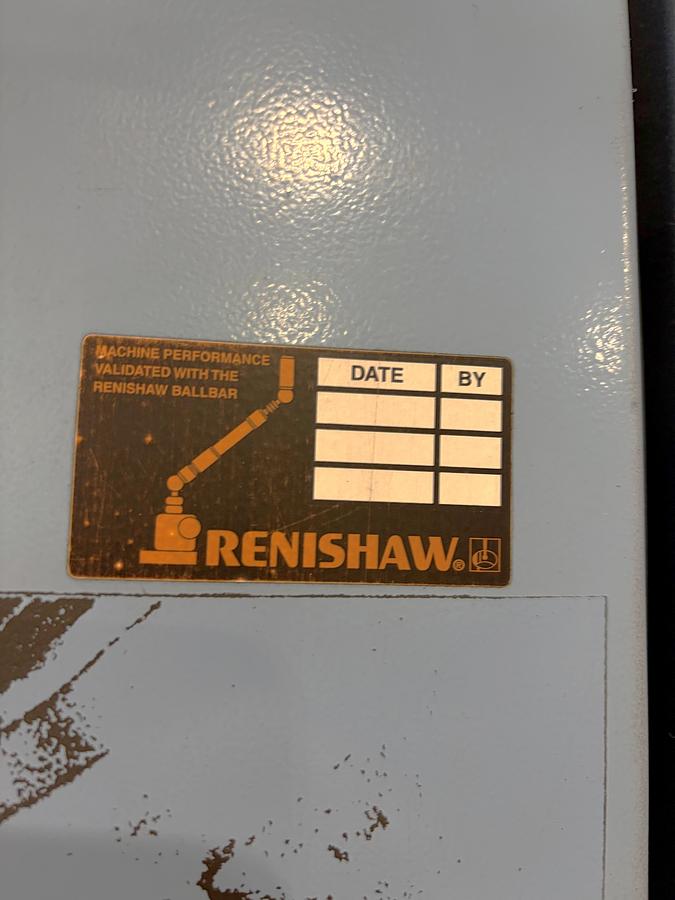 MACHINE PERFORMANCE
VALIDATED WITH THE
RENISHAW BALLBAR
DATE BY
RENISHAW®